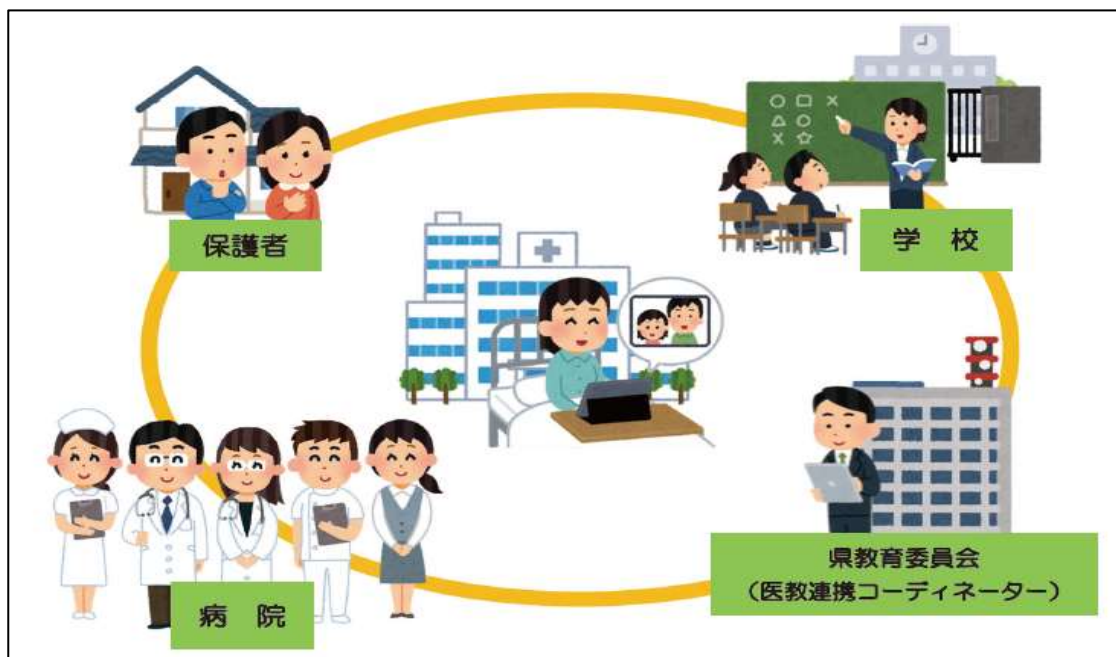 保護者
学　校
病　院
県教育委員会
（医教連携コーディネーター）